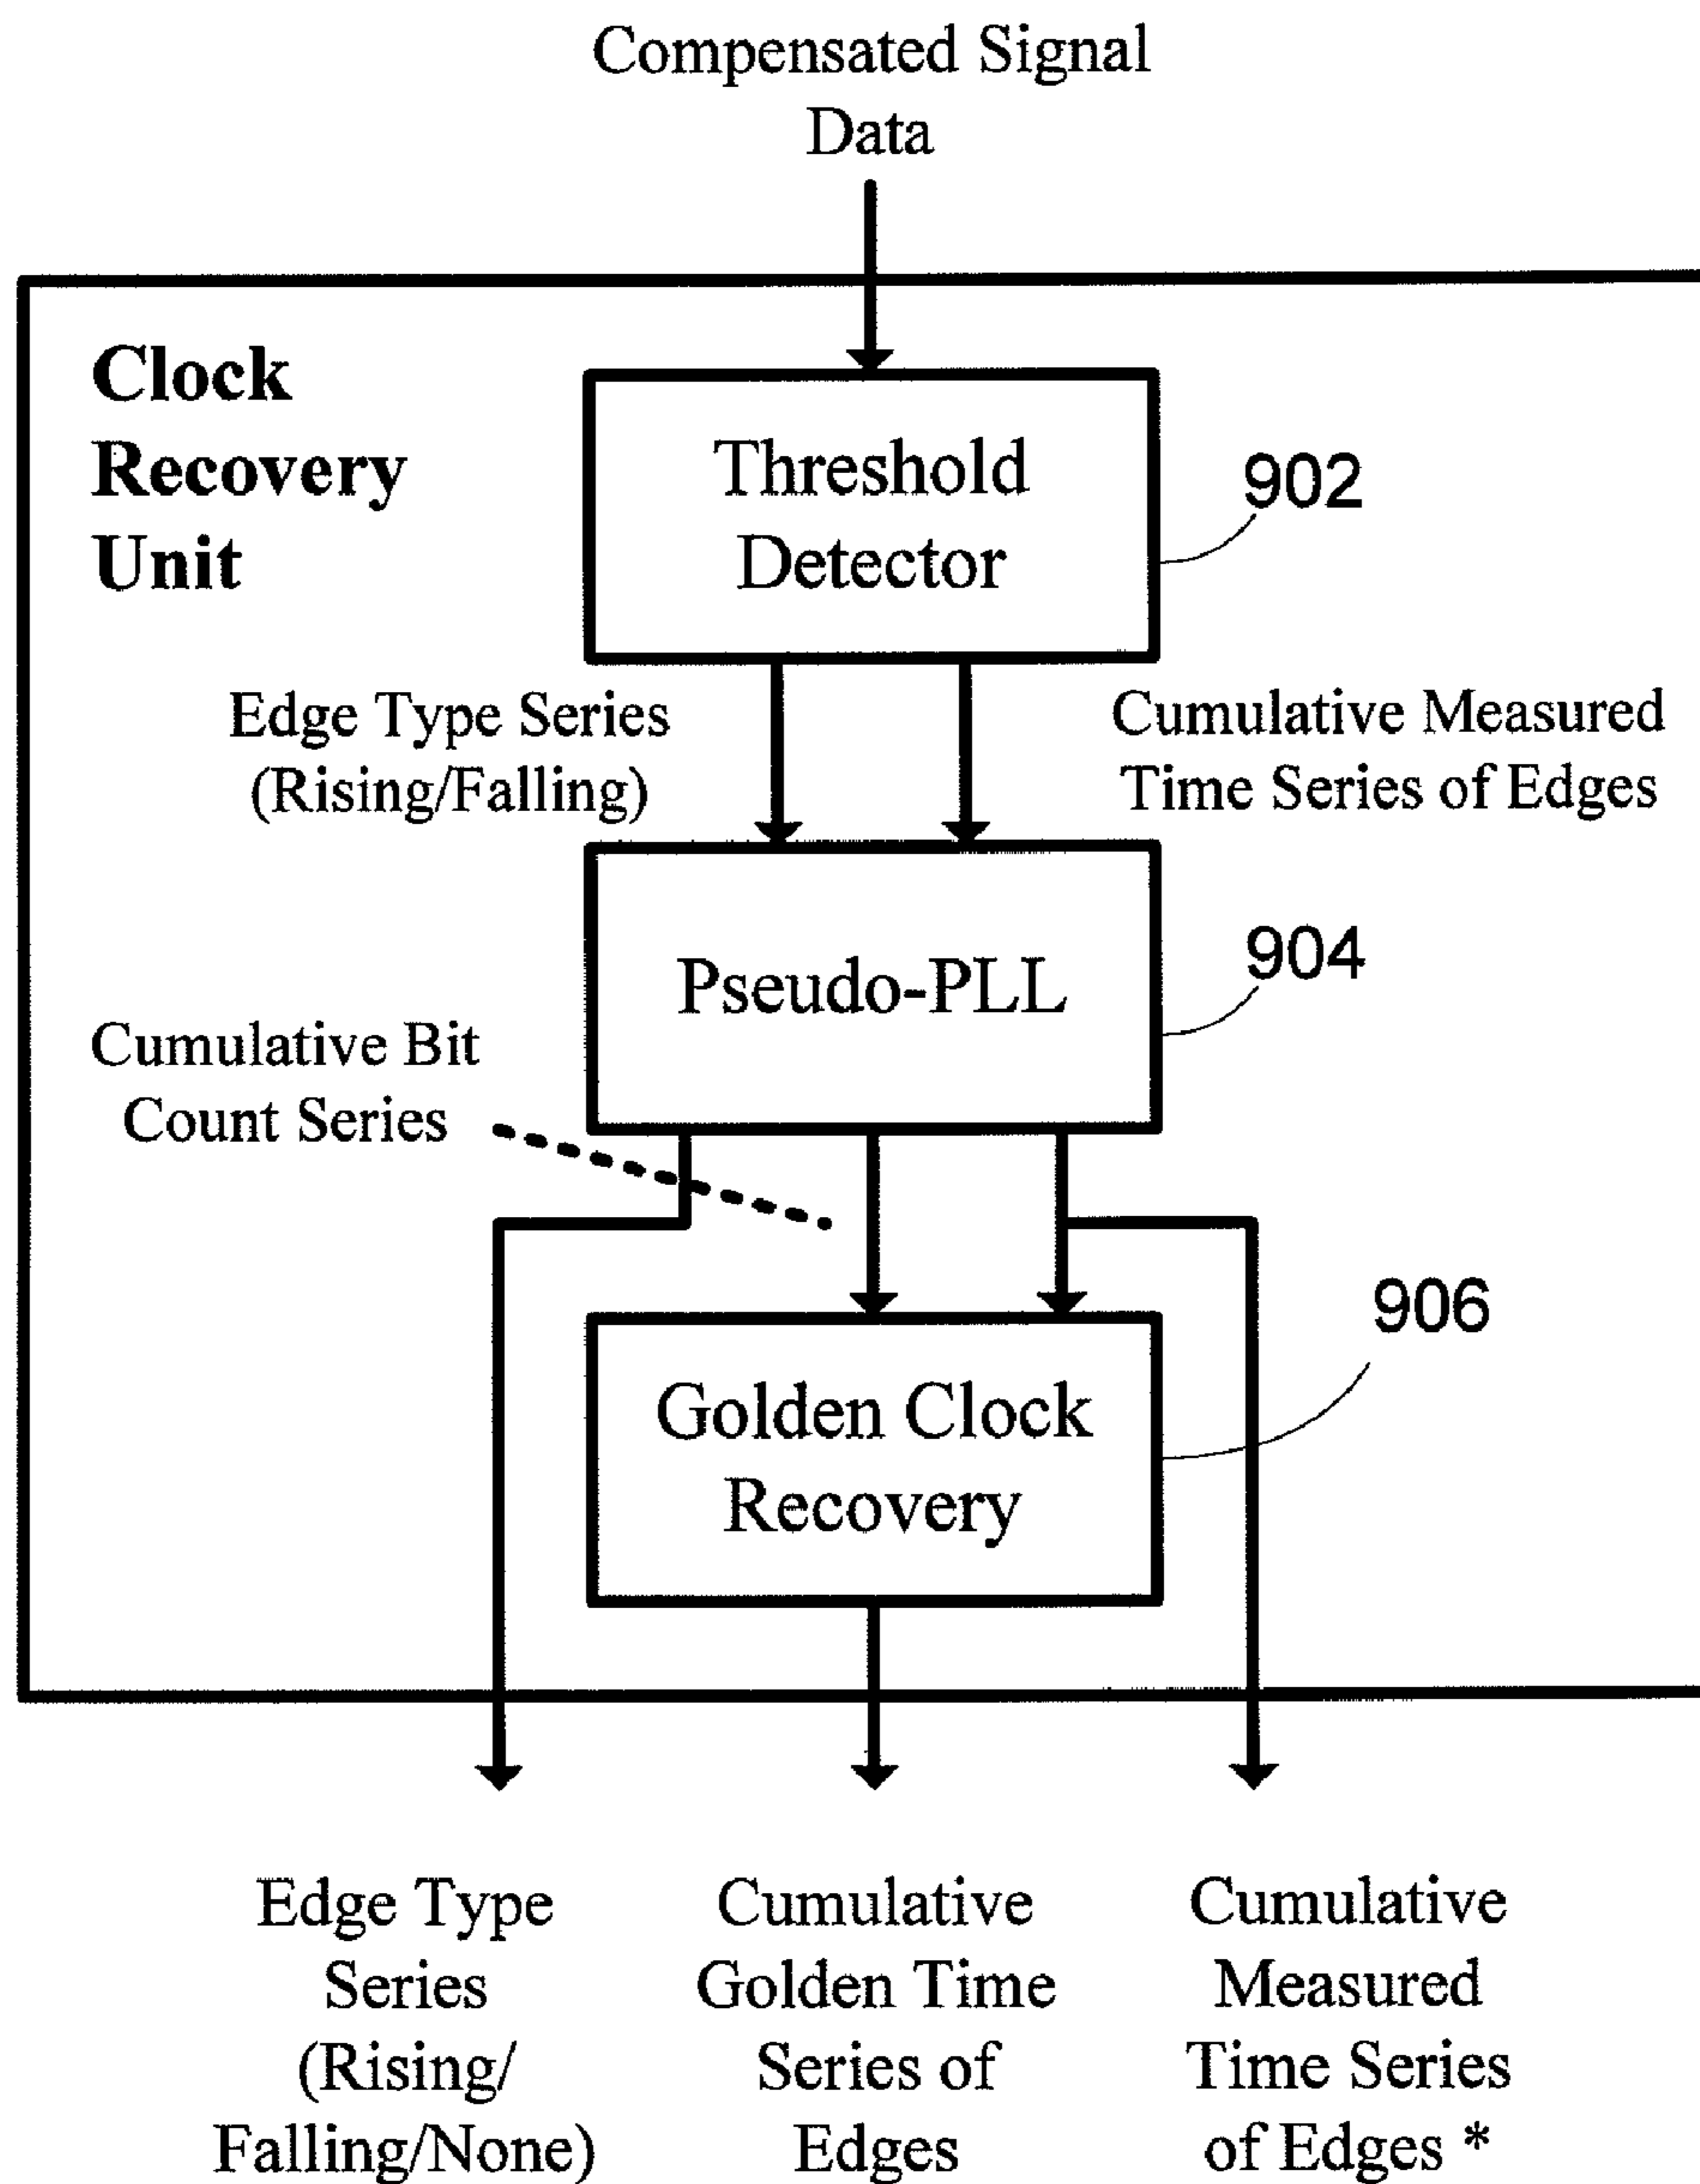 Compensated Signal
Data
Clock
Recovery
Unit
Threshold
Detector
902
Edge Type Series
(Rising/Falling)
Cumulative Measured
Time Series of Edges
Pseudo-PLL
904
Cumulative Bit
Count Series
906
Golden Clock
Recovery
Edge Type
Series
(Rising/
Falling/None)
Cumulative
Golden Time
Series of
Edges
Cumulative
Measured
Time Series
of Edges *